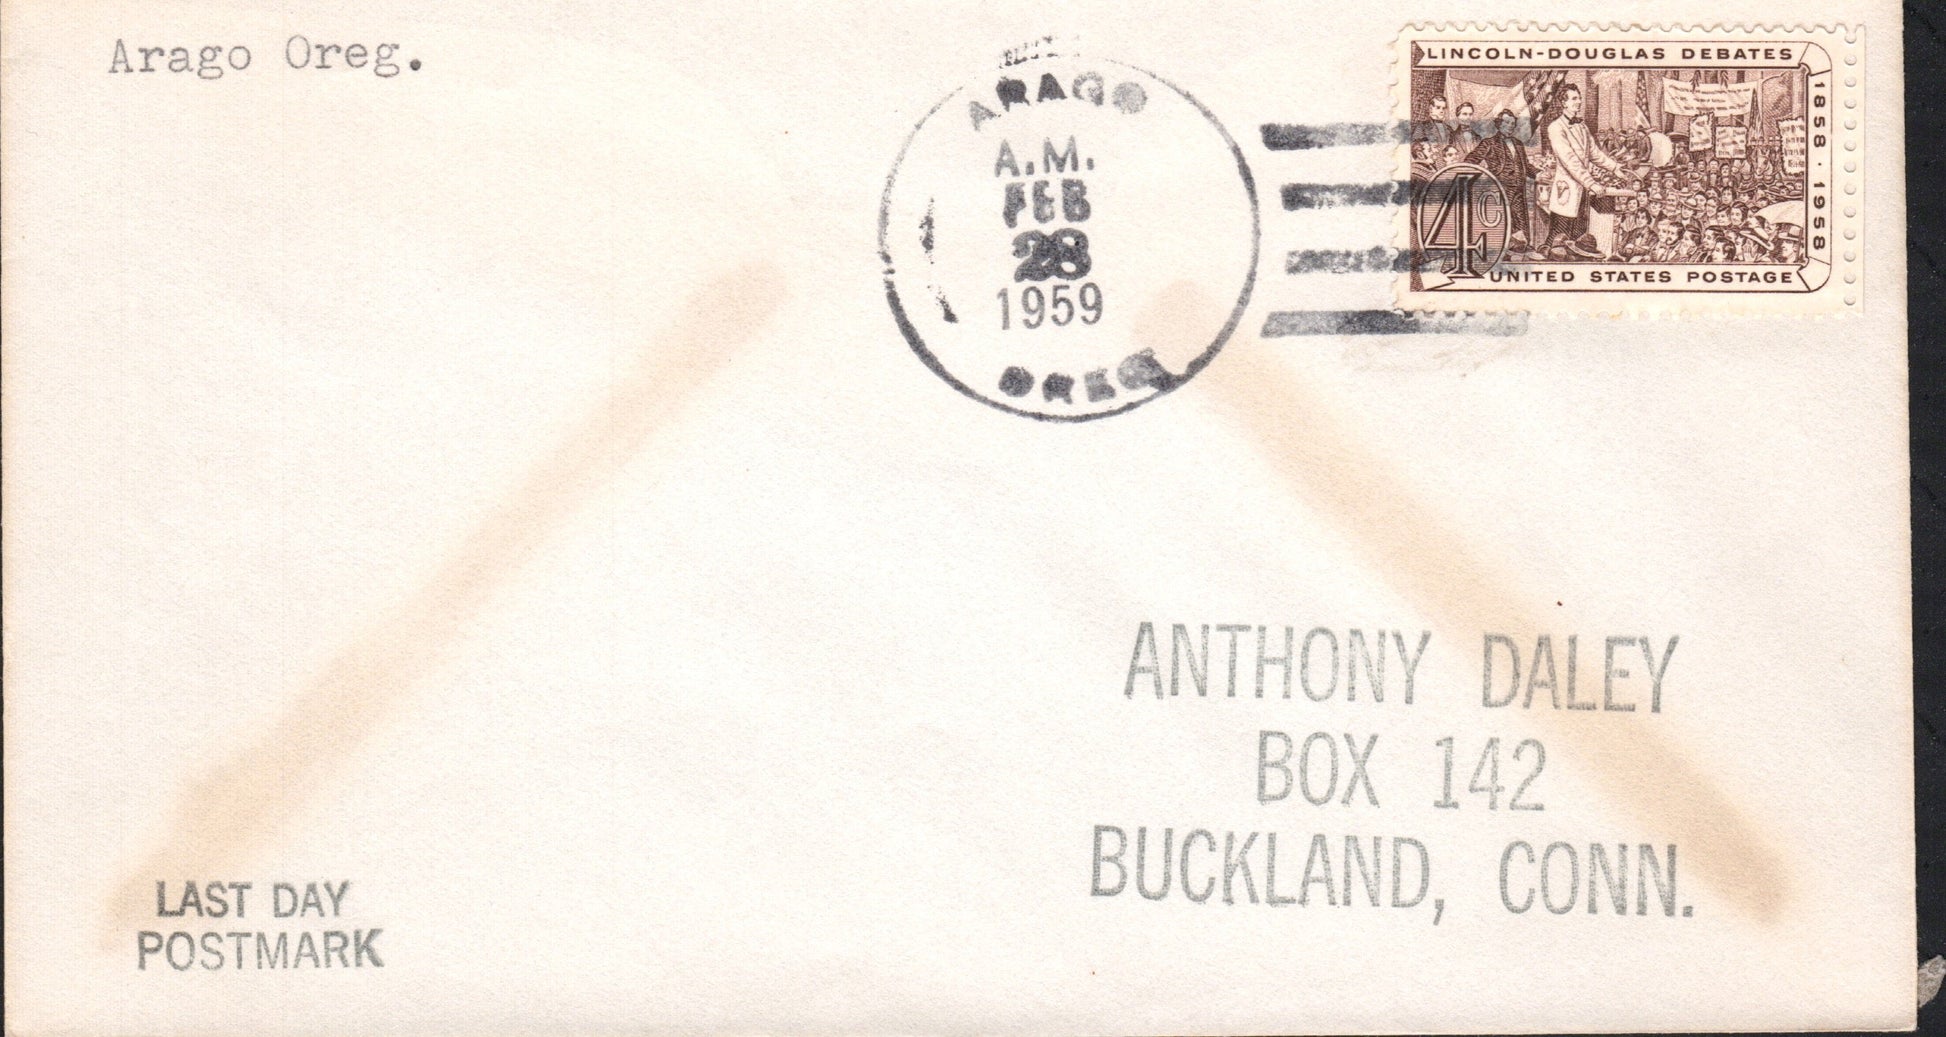 Arago Oreg.
ARAGO
A.M.
FEB
28
1959
OREG
LINCOLN-DOUGLAS DEBATES
1858 · 1958
4c
UNITED STATES POSTAGE
ANTHONY DALEY
BOX 142
BUCKLAND, CONN.
LAST DAY
POSTMARK